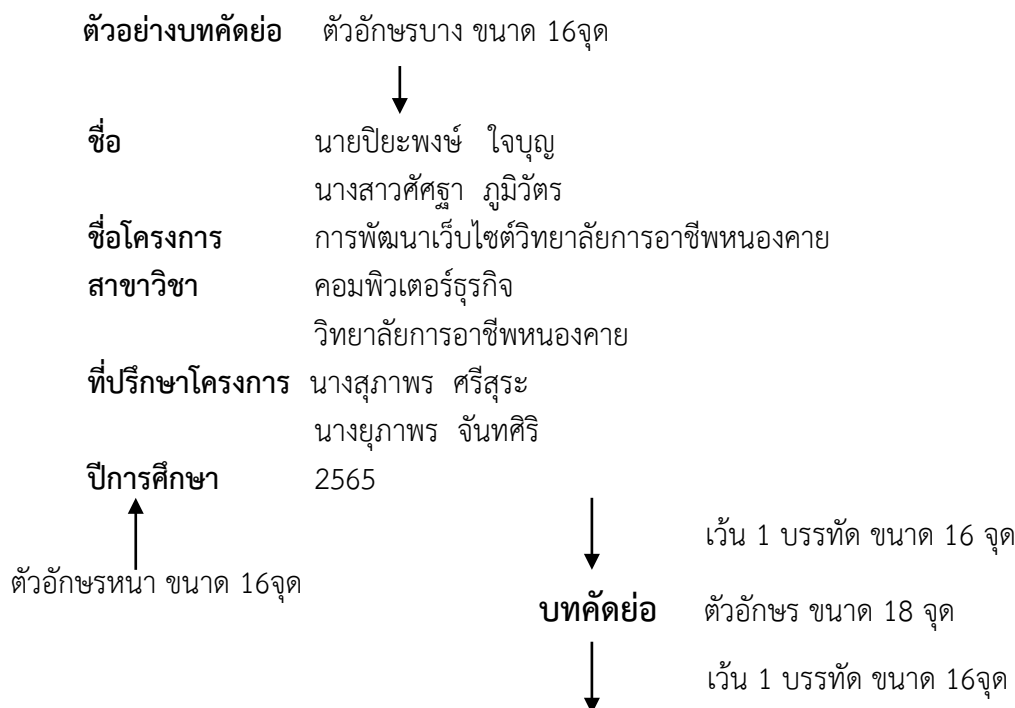 ตัวอย่างบทคัดย่อ ตัวอักษรบาง ขนาด 16จุด
ชื่อ นายปิยะพงษ์ ใจบุญ
นางสาวศัศฐา ภูมิวัตร
ชื่อโครงการ การพัฒนาเว็บไซต์วิทยาลัยการอาชีพหนองคาย
สาขาวิชา คอมพิวเตอร์ธุรกิจ
วิทยาลัยการอาชีพหนองคาย
ที่ปรึกษาโครงการ นางสุภาพร ศรีสุระ
นางยุภาพร จันทศิริ
ปีการศึกษา 2565
เว้น 1 บรรทัด ขนาด 16 จุด
ตัวอักษรหนา ขนาด 16จุด
บทคัดย่อ ตัวอักษร ขนาด 18 จุด
เว้น 1 บรรทัด ขนาด 16จุด